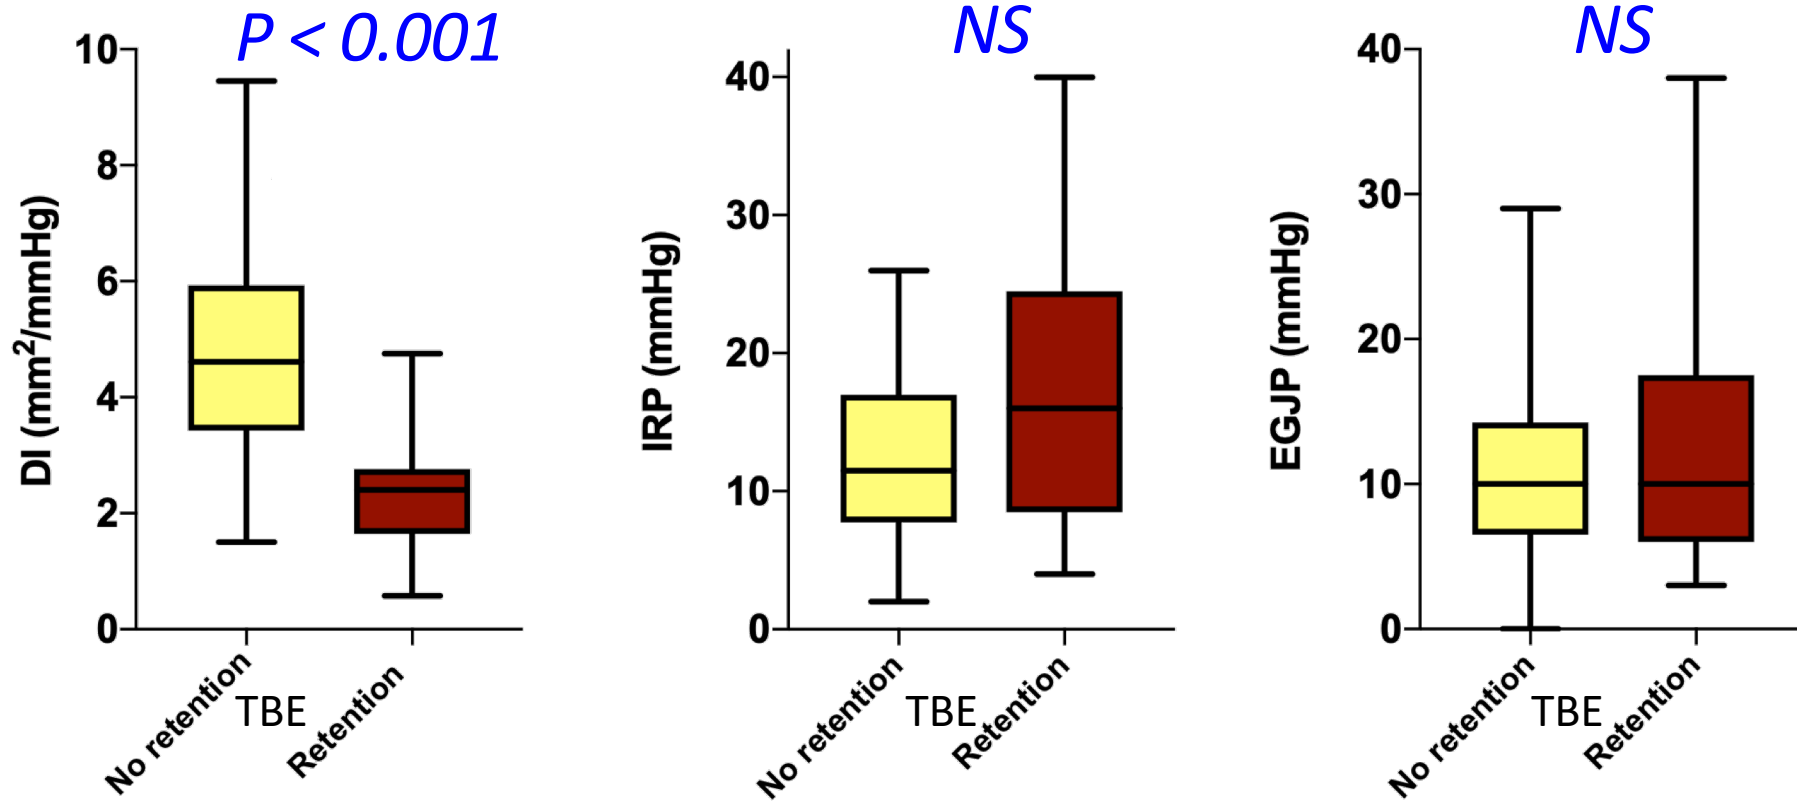 P < 0.001
DI (mm²/mmHg)
10
8
6
4
2
0
No retention
Retention
TBE
NS
IRP (mmHg)
40
30
20
10
0
No retention
Retention
TBE
NS
EGJP (mmHg)
40
30
20
10
0
No retention
Retention
TBE